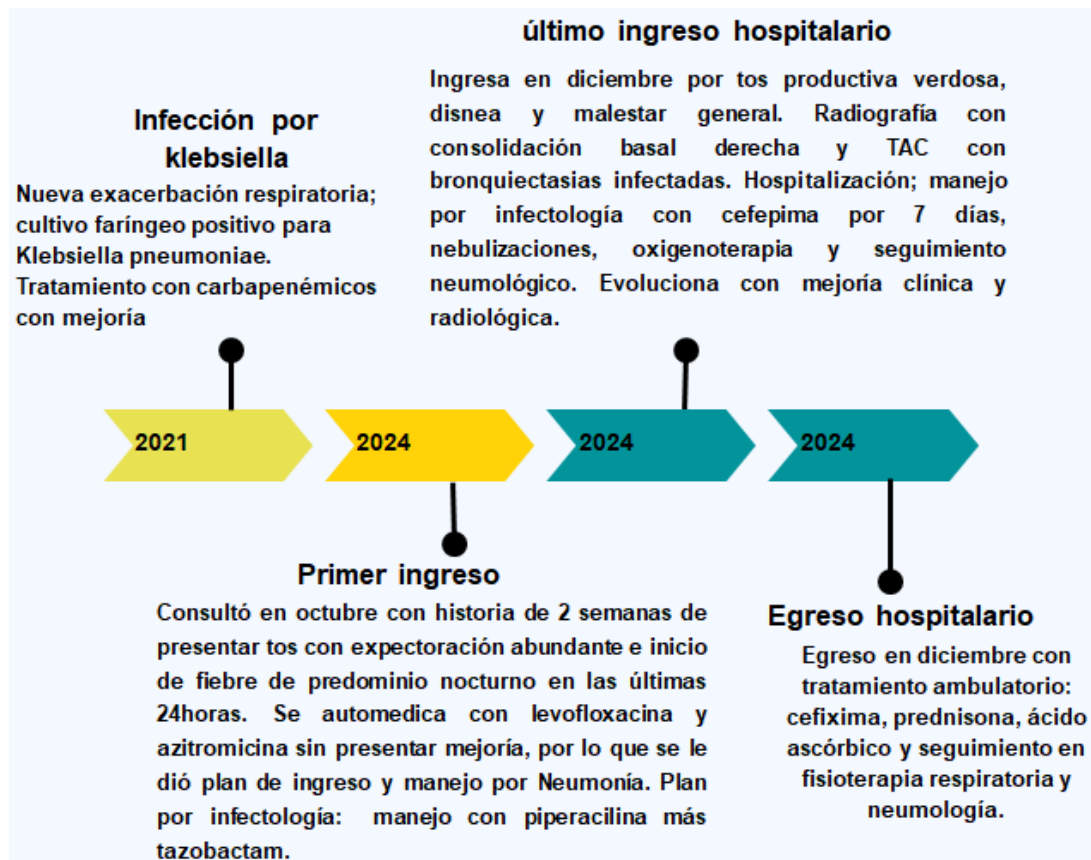 último ingreso hospitalario
Ingresa en diciembre por tos productiva verdosa,
disnea y malestar general. Radiografía con
consolidación basal derecha y TAC con
bronquiectasias infectadas. Hospitalización; manejo
por infectología con cefepima por 7 días,
nebulizaciones, oxigenoterapia y seguimiento
neumológico. Evoluciona con mejoría clínica y
radiológica.
Infección por
klebsiella
Nueva exacerbación respiratoria;
cultivo faríngeo positivo para
Klebsiella pneumoniae.
Tratamiento con carbapenémicos
con mejoría
2021
2024
2024
2024
Primer ingreso
Consultó en octubre con historia de 2 semanas de
presentar tos con expectoración abundante e inicio
de fiebre de predominio nocturno en las últimas
24horas. Se automedica con levofloxacina y
azitromicina sin presentar mejoría, por lo que se le
dió plan de ingreso y manejo por Neumonía. Plan
por infectología: manejo con piperacilina más
tazobactam.
Egreso hospitalario
Egreso en diciembre con
tratamiento ambulatorio:
cefixima, prednisona, ácido
ascórbico y seguimiento en
fisioterapia respiratoria y
neumología.